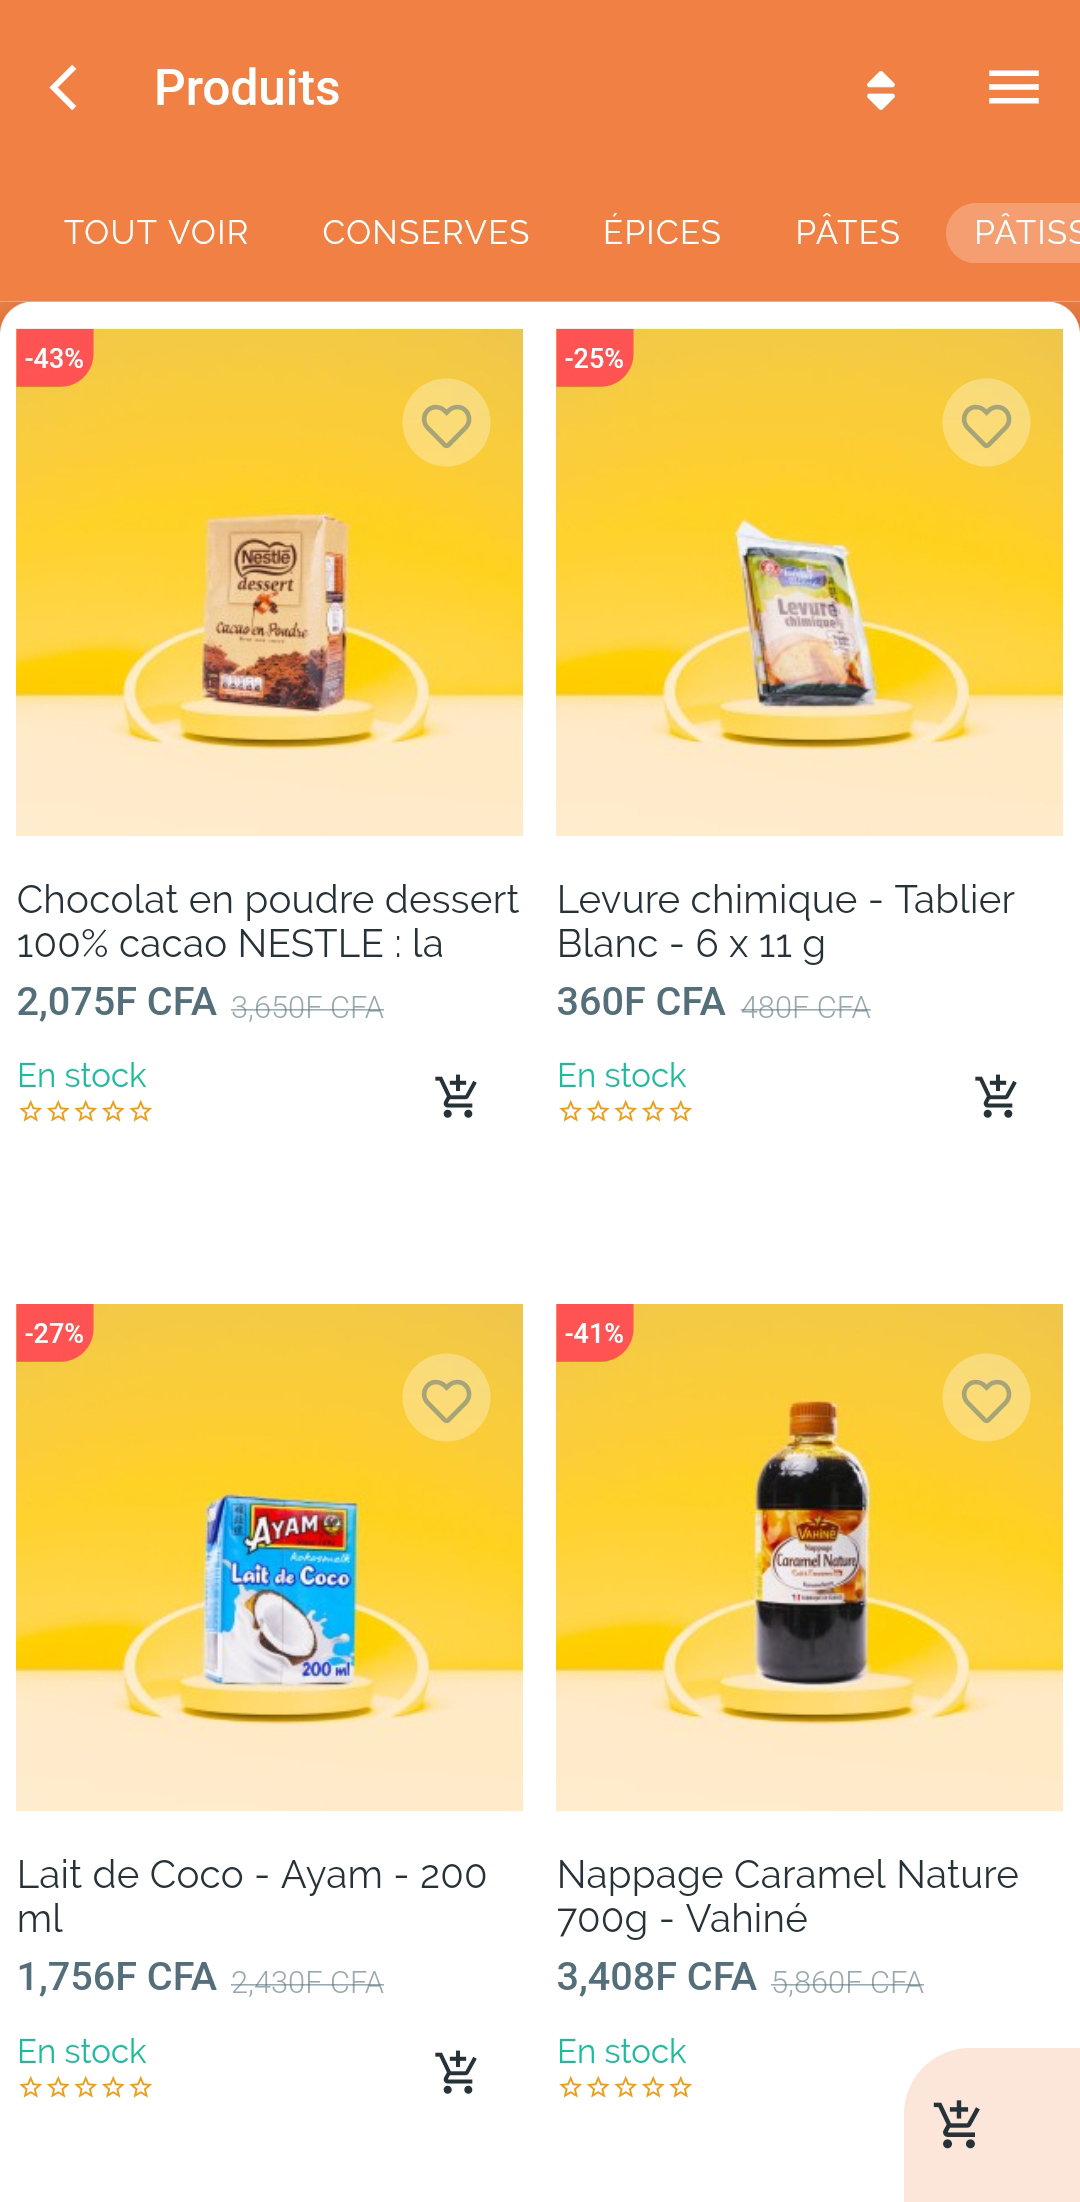 Produits
TOUT VOIR
CONSERVES
ÉPICES
PÂTES
PÂTISS
-43%
Nestlé
dessert
Cacao en Poudre
Chocolat en poudre dessert
100% cacao NESTLE : la
2,075F CFA 3,650F CFA
En stock
-25%
Levure
chimique
Levure chimique - Tablier
Blanc - 6 x 11 g
360F CFA 480F CFA
En stock
-27%
AYAM
kokosmelk
Lait de Coco
200 ml
Lait de Coco - Ayam - 200
ml
1,756F CFA 2,430F CFA
En stock
-41%
VAHINÉ
Nappage
Caramel Nature
Nappage Caramel Nature
700g - Vahiné
3,408F CFA 5,860F CFA
En stock